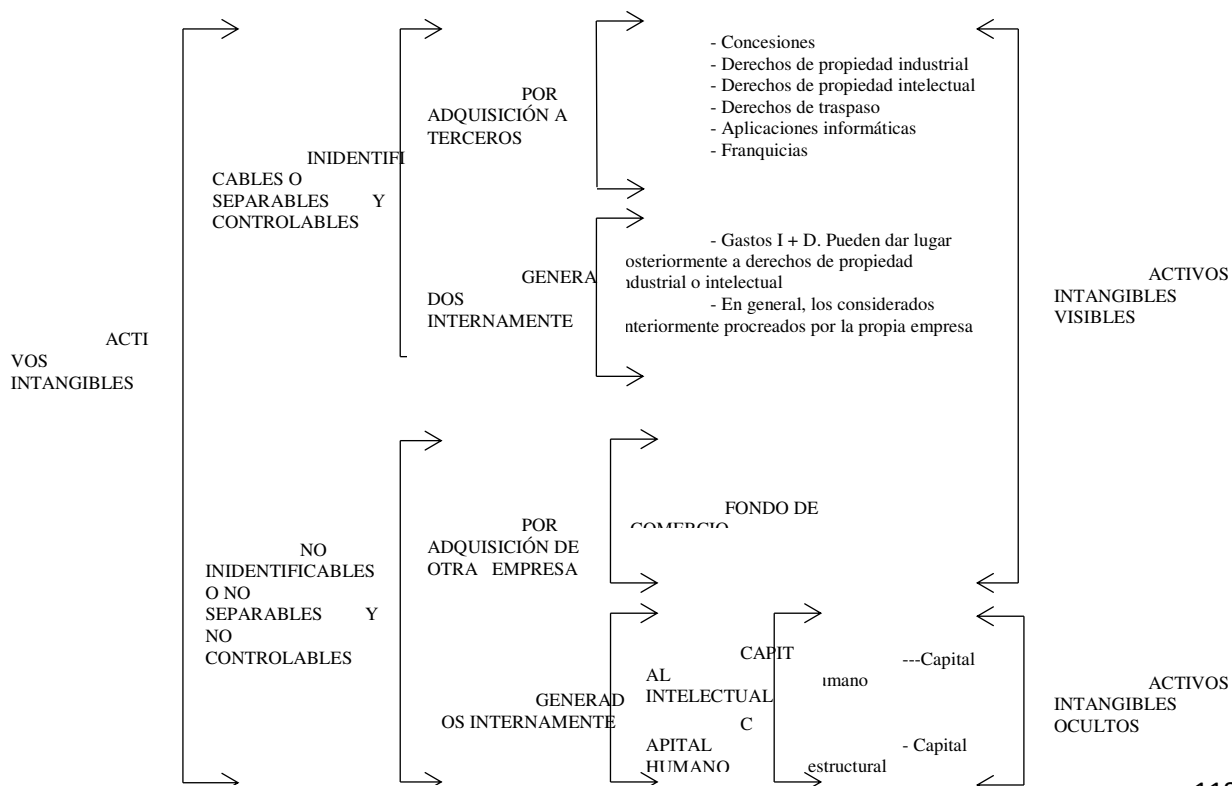 ACTI
VOS
INTANGIBLES
INIDENTIFI
CABLES O
SEPARABLES Y
CONTROLABLES
POR
ADQUISICIÓN A
TERCEROS
- Concesiones
- Derechos de propiedad industrial
- Derechos de propiedad intelectual
- Derechos de traspaso
- Aplicaciones informáticas
- Franquicias
GENERA
DOS
INTERNAMENTE
- Gastos I + D. Pueden dar lugar
osteriormente a derechos de propiedad
ndustrial o intelectual
- En general, los considerados
nteriormente procreados por la propia empresa
ACTIVOS
INTANGIBLES
VISIBLES
NO
INIDENTIFICABLES
O NO
SEPARABLES Y
NO
CONTROLABLES
POR
ADQUISICIÓN DE
OTRA EMPRESA
FONDO DE
COMERCIO
GENERAD
OS INTERNAMENTE
CAPIT
AL
INTELECTUAL
C
APITAL
HUMANO
---Capital
umano
- Capital
estructural
ACTIVOS
INTANGIBLES
OCULTOS